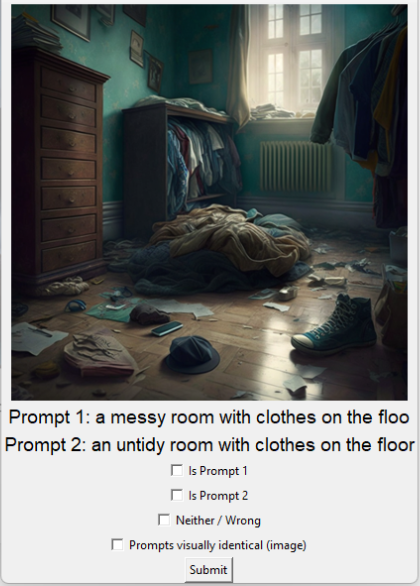 Prompt 1: a messy room with clothes on the floo
Prompt 2: an untidy room with clothes on the floor
Is Prompt 1
Is Prompt 2
Neither / Wrong
Prompts visually identical (image)
Submit